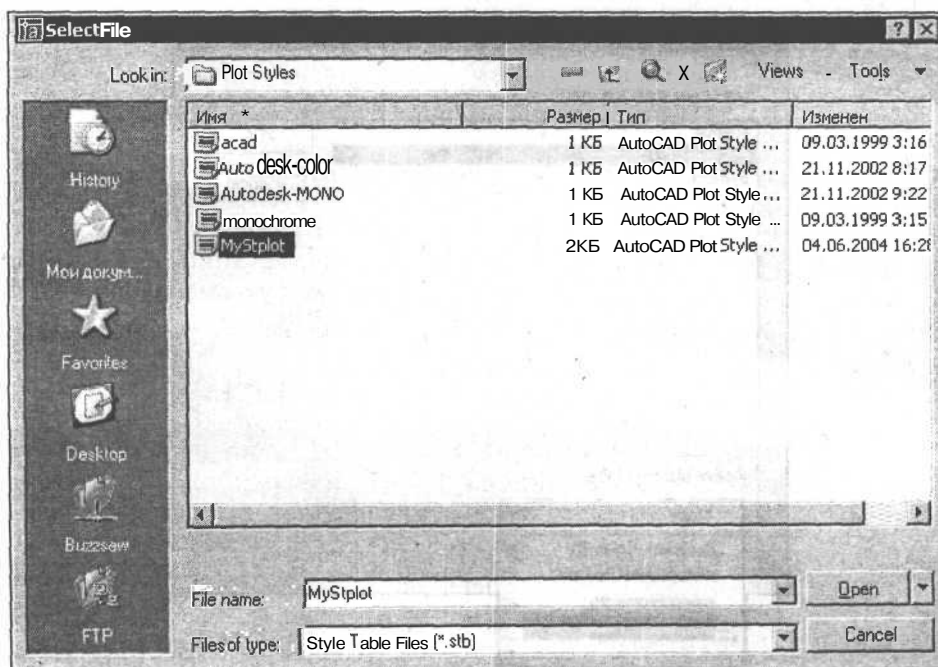 SelectFile
Look in: Plot Styles Views - Tools
Имя * Размер Тип Изменен
acad 1 КБ AutoCAD Plot Style ... 09.03.1999 3:16
Autodesk-color 1 КБ AutoCAD Plot Style ... 21.11.2002 8:17
Autodesk-MONO 1 КБ AutoCAD Plot Style ... 21.11.2002 9:22
monochrome 1 КБ AutoCAD Plot Style ... 09.03.1999 3:15
MyStplot 2КБ AutoCAD Plot Style ... 04.06.2004 16:28
History
Мои докум...
Favorites
Desktop
Buzzsaw
FTP
File name: MyStplot Open
Files of type: Style Table Files (*.stb) Cancel